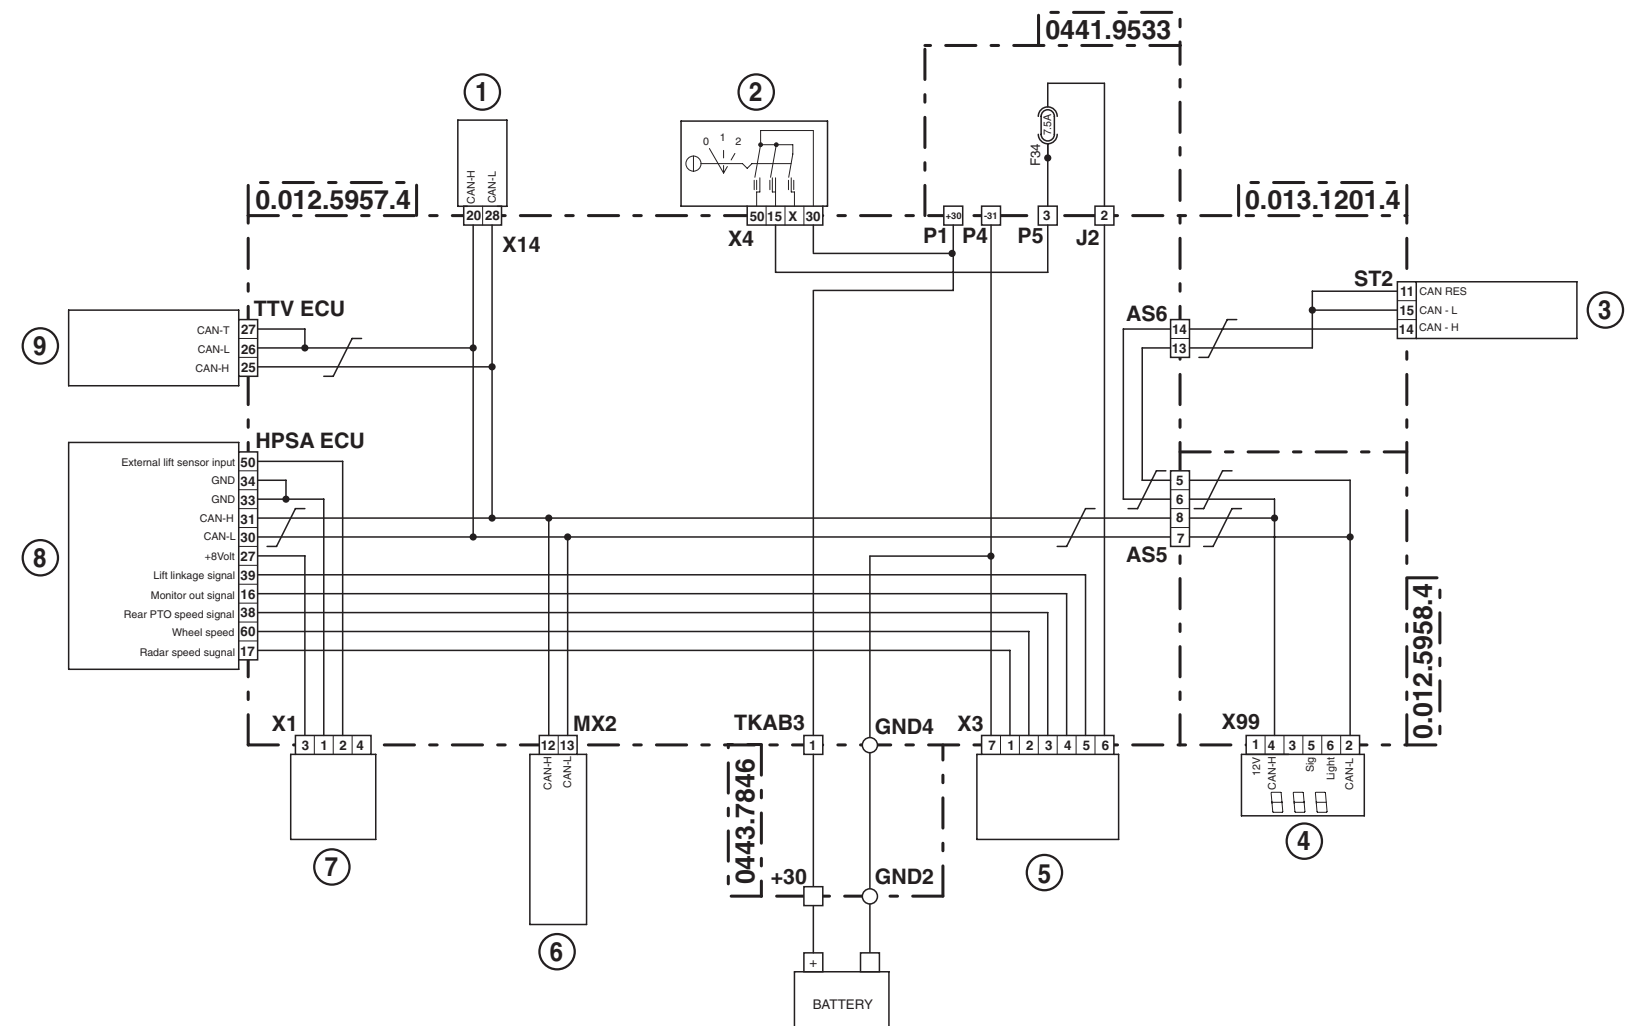 0441.9533
1
2
7.5A
F34
0 1 2
0.012.5957.4
CAN-H
CAN-L
20 28
X14
50 15 X 30
X4
+30
-31
3
2
P1 P4 P5 J2
0.013.1201.4
ST2
11 CAN RES
15 CAN - L
14 CAN - H
3
AS6
14
13
TTV ECU
9
CAN-T 27
CAN-L 26
CAN-H 25
HPSA ECU
8
External lift sensor input 50
GND 34
GND 33
CAN-H 31
CAN-L 30
+8Volt 27
Lift linkage signal 39
Monitor out signal 16
Rear PTO speed signal 38
Wheel speed 60
Radar speed sugnal 17
5
6
8
7
AS5
0.012.5958.4
X1
3 1 2 4
7
MX2
12 13
CAN-H
CAN-L
6
TKAB3
1
GND4
0443.7846
+30
GND2
+
BATTERY
X3
7 1 2 3 4 5 6
5
X99
1 4 3 5 6 2
12V
CAN-H
Sig
Light
CAN-L
4